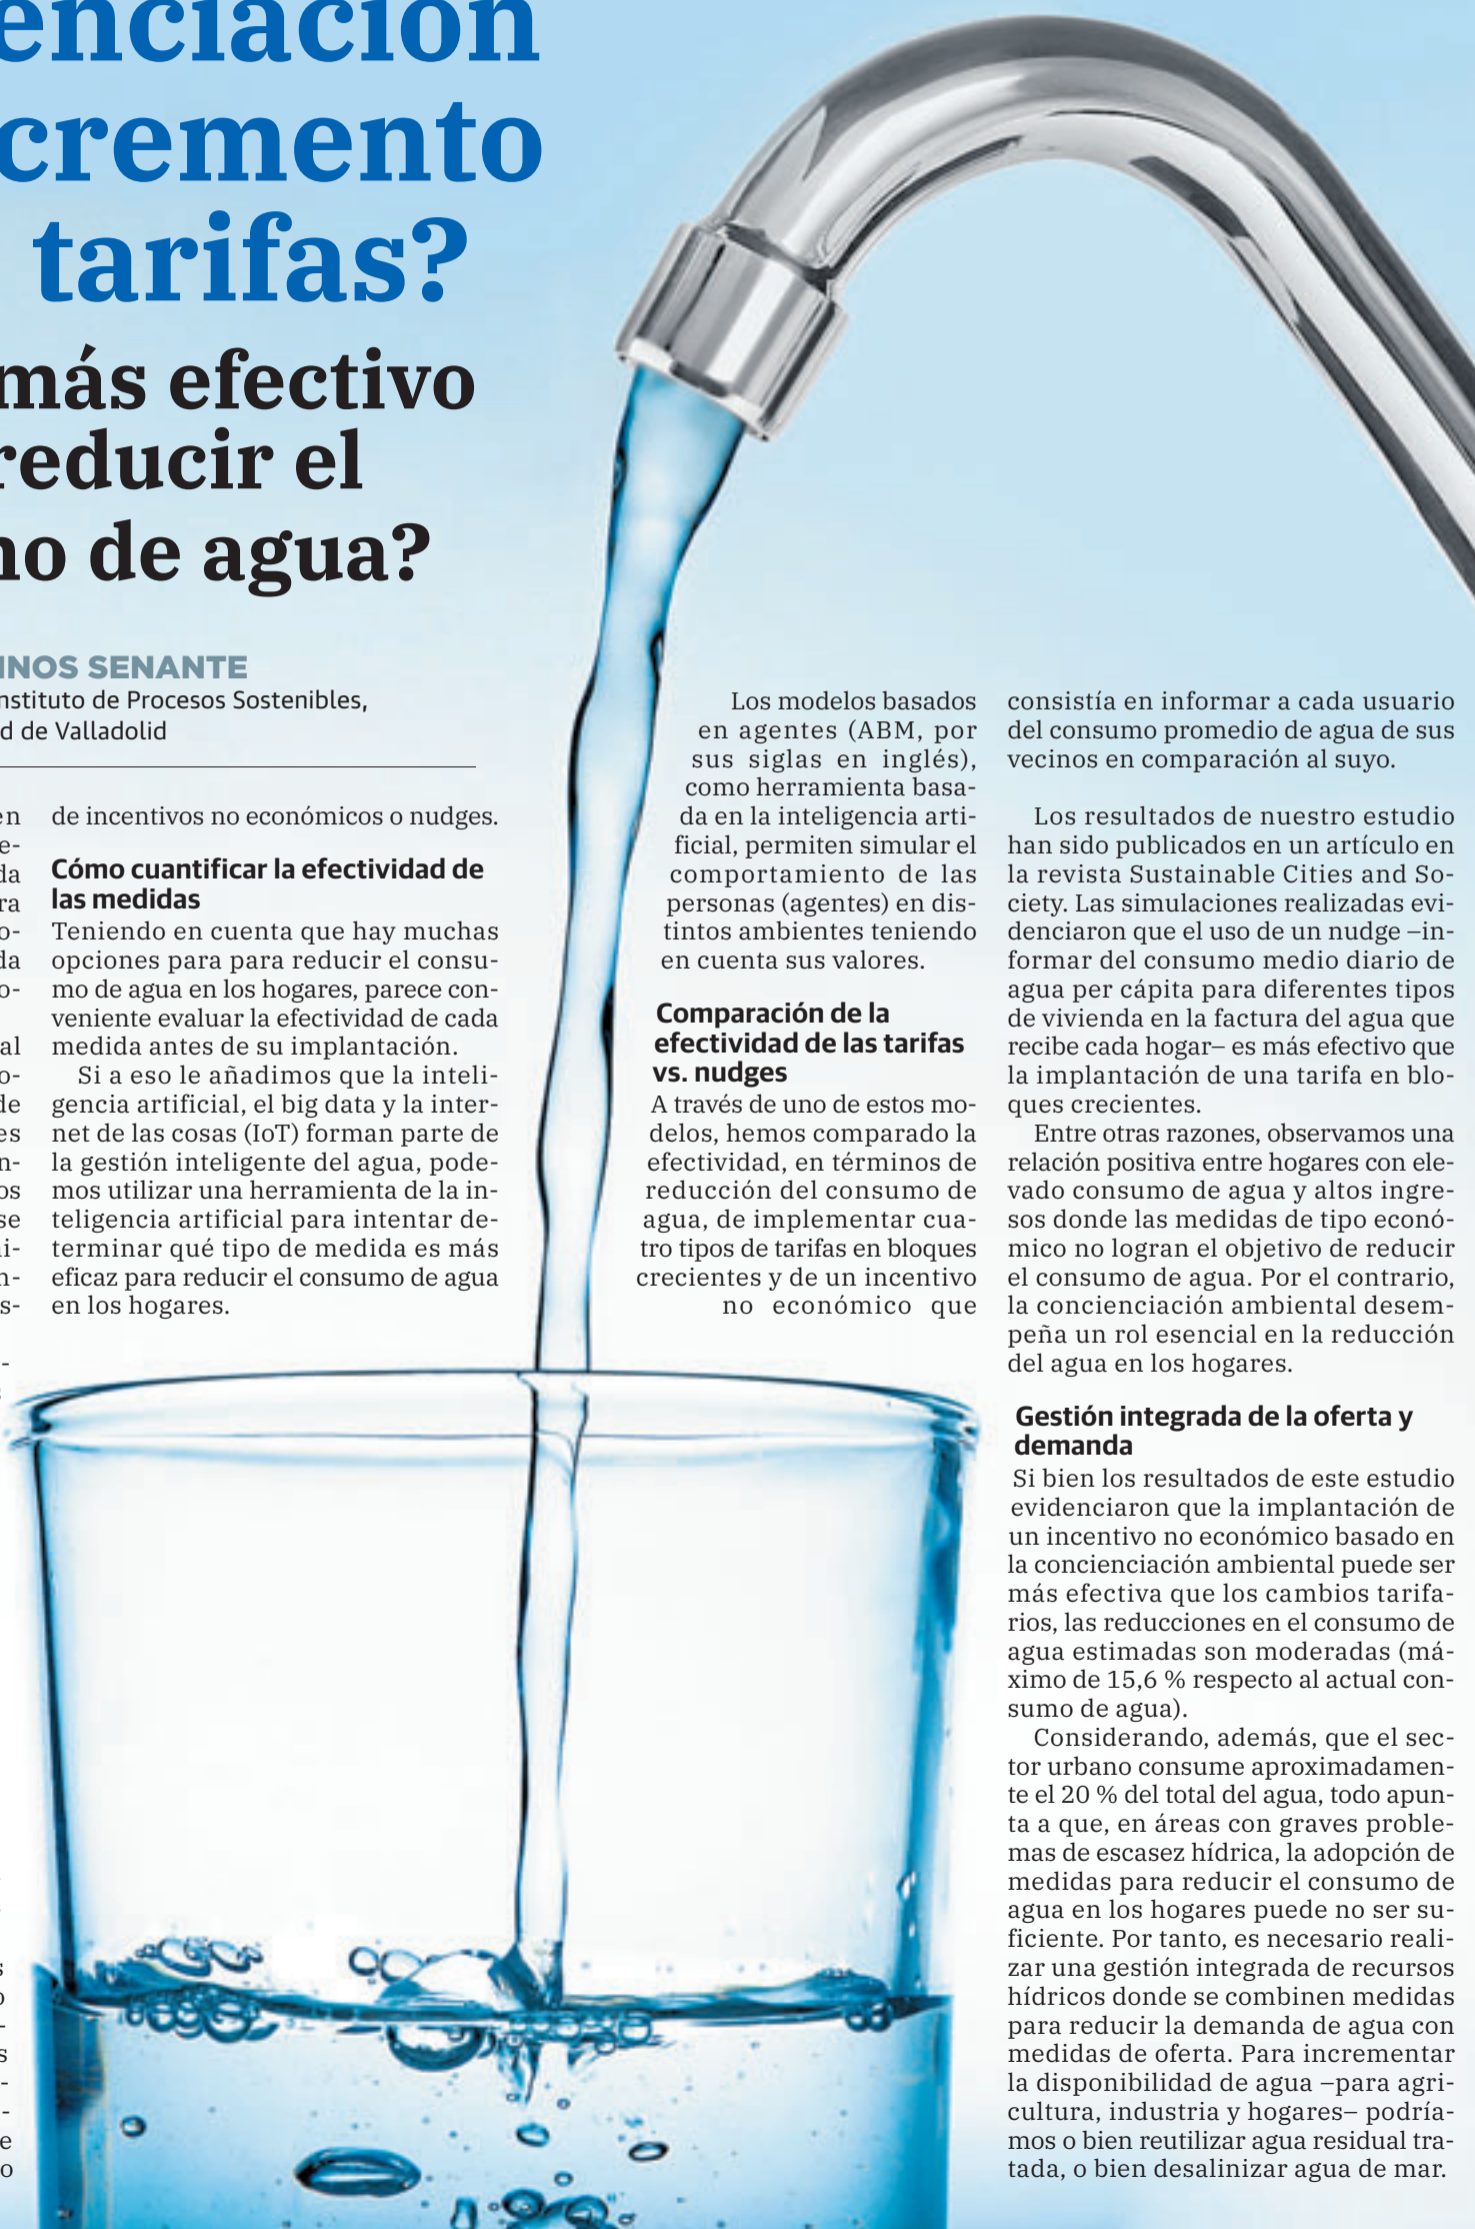 enciación
cremento
tarifas?
más efectivo
reducir el
no de agua?
INOS SENANTE
nstituto de Procesos Sostenibles,
d de Valladolid
en
e-
da
ra
o-
da
o-
al
o-
de
es
n-
os
se
ni-
n-
s-
de incentivos no económicos o nudges.
Cómo cuantificar la efectividad de
las medidas
Teniendo en cuenta que hay muchas
opciones para para reducir el consu-
mo de agua en los hogares, parece con-
veniente evaluar la efectividad de cada
medida antes de su implantación.
Si a eso le añadimos que la inteli-
gencia artificial, el big data y la inter-
net de las cosas (IoT) forman parte de
la gestión inteligente del agua, pode-
mos utilizar una herramienta de la in-
teligencia artificial para intentar de-
terminar qué tipo de medida es más
eficaz para reducir el consumo de agua
en los hogares.
Los modelos basados
en agentes (ABM, por
sus siglas en inglés),
como herramienta basa-
da en la inteligencia arti-
ficial, permiten simular el
comportamiento de las
personas (agentes) en dis-
tintos ambientes teniendo
en cuenta sus valores.
Comparación de la
efectividad de las tarifas
vs. nudges
A través de uno de estos mo-
delos, hemos comparado la
efectividad, en términos de
reducción del consumo de
agua, de implementar cua-
tro tipos de tarifas en bloques
crecientes y de un incentivo
no económico que
consistía en informar a cada usuario
del consumo promedio de agua de sus
vecinos en comparación al suyo.
Los resultados de nuestro estudio
han sido publicados en un artículo en
la revista Sustainable Cities and So-
ciety. Las simulaciones realizadas evi-
denciaron que el uso de un nudge –in-
formar del consumo medio diario de
agua per cápita para diferentes tipos
de vivienda en la factura del agua que
recibe cada hogar– es más efectivo que
la implantación de una tarifa en blo-
ques crecientes.
Entre otras razones, observamos una
relación positiva entre hogares con ele-
vado consumo de agua y altos ingre-
sos donde las medidas de tipo econó-
mico no logran el objetivo de reducir
el consumo de agua. Por el contrario,
la concienciación ambiental desem-
peña un rol esencial en la reducción
del agua en los hogares.
Gestión integrada de la oferta y
demanda
Si bien los resultados de este estudio
evidenciaron que la implantación de
un incentivo no económico basado en
la concienciación ambiental puede ser
más efectiva que los cambios tarifa-
rios, las reducciones en el consumo de
agua estimadas son moderadas (má-
ximo de 15,6 % respecto al actual con-
sumo de agua).
Considerando, además, que el sec-
tor urbano consume aproximadamen-
te el 20 % del total del agua, todo apun-
ta a que, en áreas con graves proble-
mas de escasez hídrica, la adopción de
medidas para reducir el consumo de
agua en los hogares puede no ser su-
ficiente. Por tanto, es necesario reali-
zar una gestión integrada de recursos
hídricos donde se combinen medidas
para reducir la demanda de agua con
medidas de oferta. Para incrementar
la disponibilidad de agua –para agri-
cultura, industria y hogares– podría-
mos o bien reutilizar agua residual tra-
tada, o bien desalinizar agua de mar.